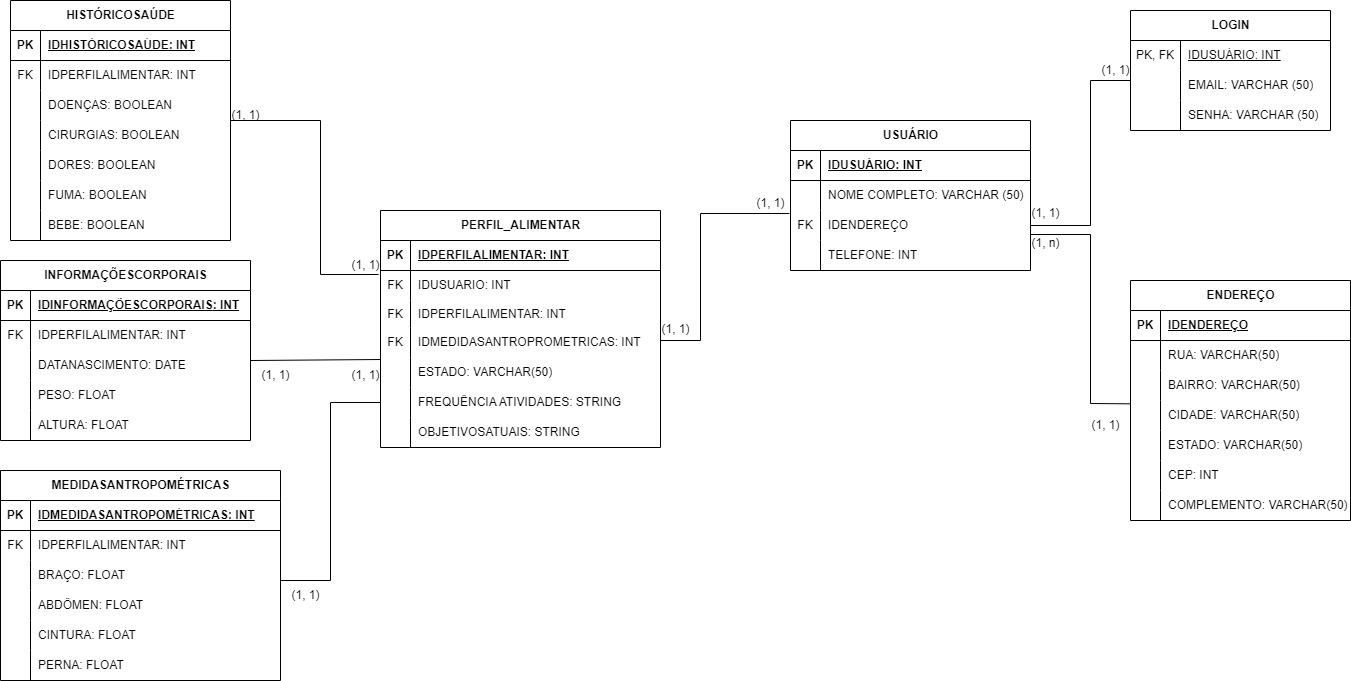 HISTÓRICOSAÚDE
PK IDHISTÓRICOSAÚDE: INT
FK IDPERFILALIMENTAR: INT
DOENÇAS: BOOLEAN
CIRURGIAS: BOOLEAN
DORES: BOOLEAN
FUMA: BOOLEAN
BEBE: BOOLEAN
(1, 1)
(1, 1)
INFORMAÇÕESCORPORAIS
PK IDINFORMAÇÕESCORPORAIS: INT
FK IDPERFILALIMENTAR: INT
DATANASCIMENTO: DATE
PESO: FLOAT
ALTURA: FLOAT
(1, 1)
(1, 1)
MEDIDASANTROPOMÉTRICAS
PK IDMEDIDASANTROPOMÉTRICAS: INT
FK IDPERFILALIMENTAR: INT
BRAÇO: FLOAT
ABDÔMEN: FLOAT
CINTURA: FLOAT
PERNA: FLOAT
(1, 1)
PERFIL_ALIMENTAR
PK IDPERFILALIMENTAR: INT
FK IDUSUARIO: INT
FK IDPERFILALIMENTAR: INT
FK IDMEDIDASANTROPROMETRICAS: INT
ESTADO: VARCHAR(50)
FREQUÊNCIA ATIVIDADES: STRING
OBJETIVOSATUAIS: STRING
(1, 1)
(1, 1)
USUÁRIO
PK IDUSUÁRIO: INT
NOME COMPLETO: VARCHAR (50)
FK IDENDEREÇO
TELEFONE: INT
(1, 1)
(1, n)
(1, 1)
LOGIN
PK, FK IDUSUÁRIO: INT
EMAIL: VARCHAR (50)
SENHA: VARCHAR (50)
(1, 1)
ENDEREÇO
PK IDENDEREÇO
RUA: VARCHAR(50)
BAIRRO: VARCHAR(50)
CIDADE: VARCHAR(50)
ESTADO: VARCHAR(50)
CEP: INT
COMPLEMENTO: VARCHAR(50)